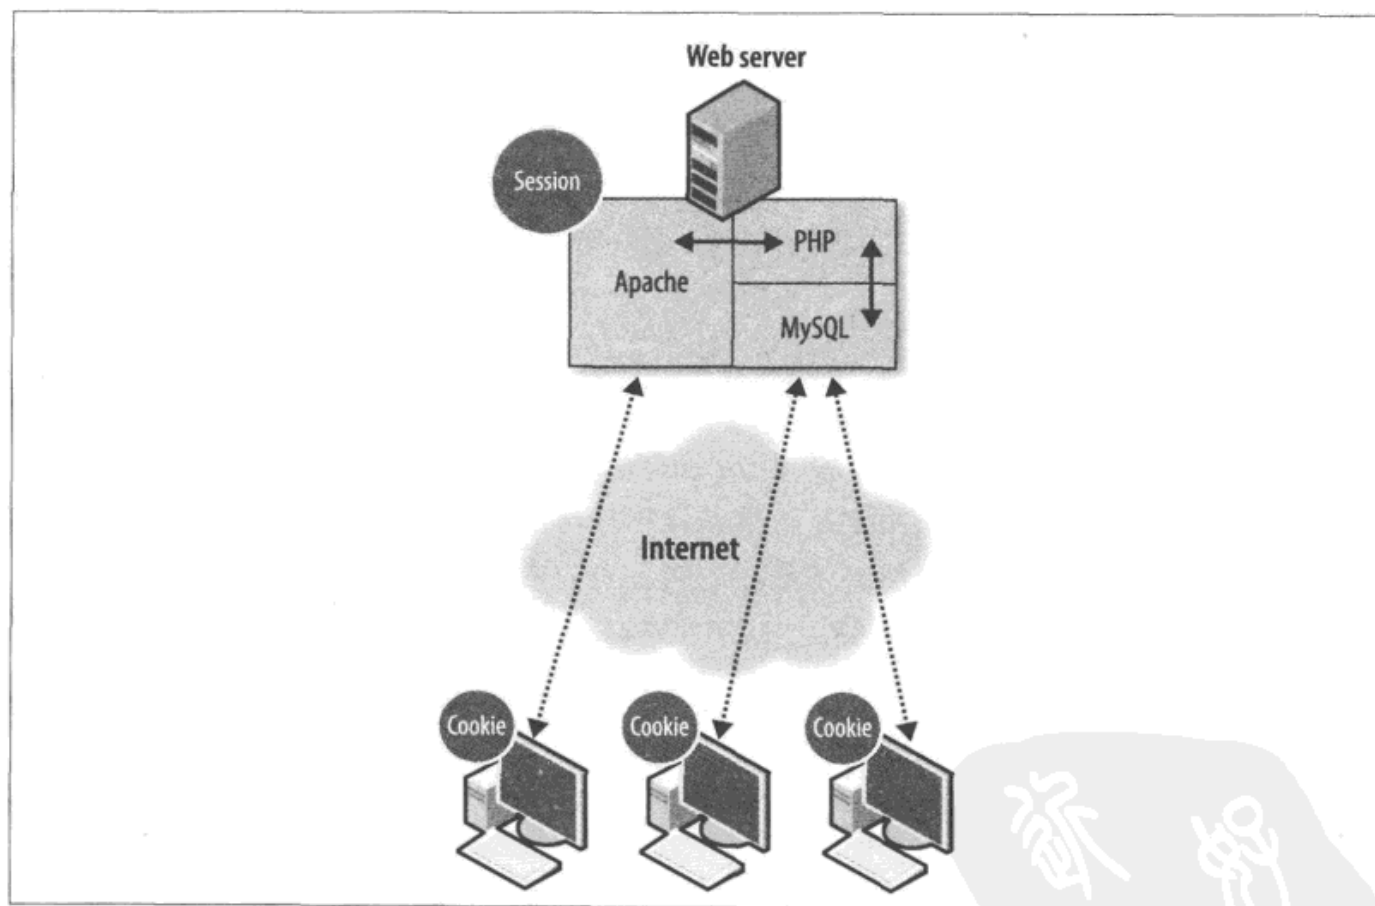 Web server
Session
PHP
Apache
MySQL
Internet
Cookie
Cookie
Cookie